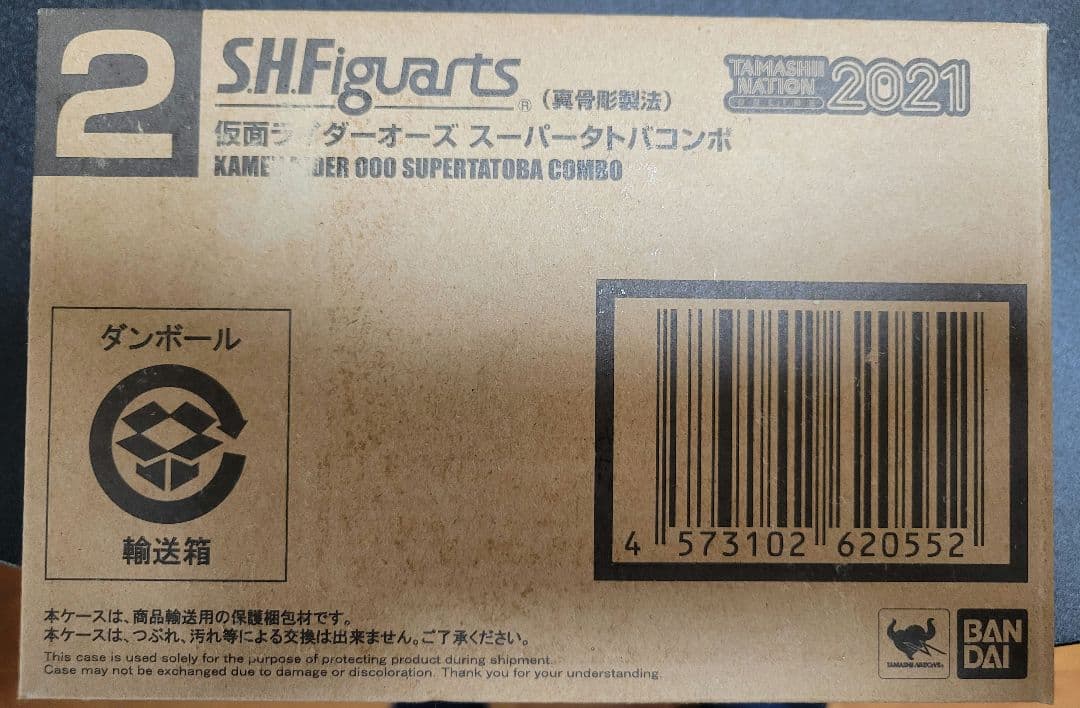 2
S.H.Figuarts® (真骨彫製法)
TAMASHII NATION 2021
仮面ライダーオーズ スーパータトバコンボ
000 SUPERTATOBA COMBO
ダンボール
輸送箱
4 573102 620552
本ケースは、商品輸送用の保護梱包材です。
本ケースは、つぶれ、汚れ等による交換は出来ません。ご了承ください。
This case is used solely for the purpose of protecting product during shipment.
Case may not be exchanged due to damage or discoloration. Thank you for your understanding.
TAMASHII NATIONS
BAN
DAI